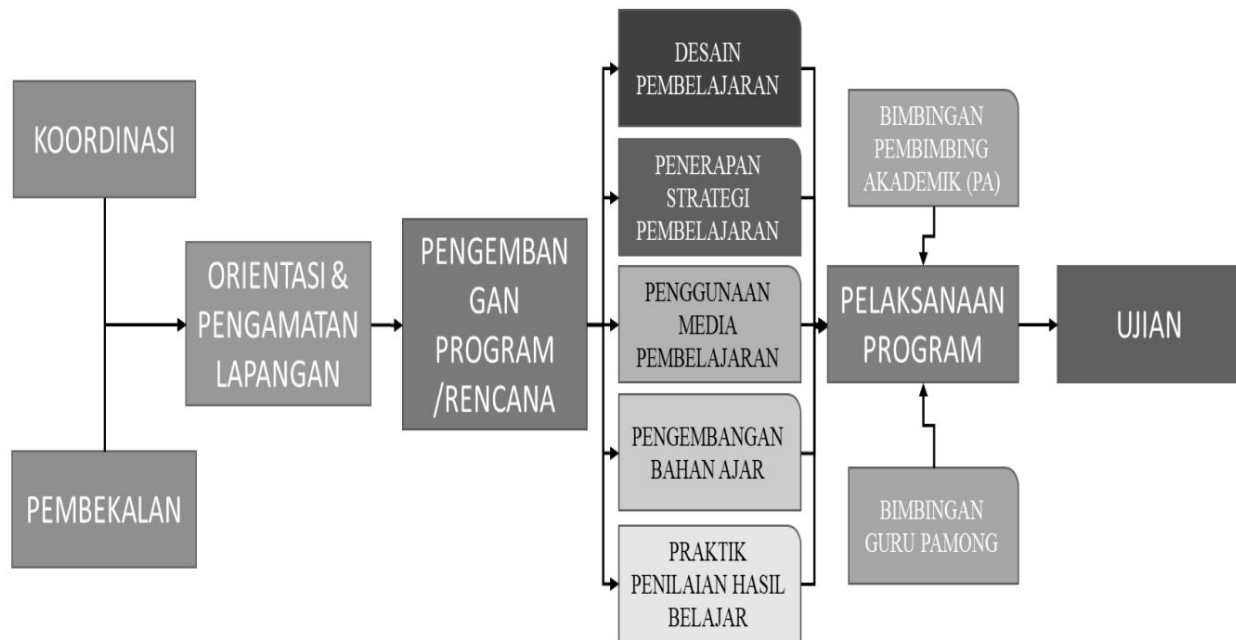 KOORDINASI
PEMBEKALAN
ORIENTASI &
PENGAMATAN
LAPANGAN
PENGEMBAN
GAN
PROGRAM
/RENCANA
DESAIN
PEMBELAJARAN
PENERAPAN
STRATEGI
PEMBELAJARAN
PENGGUNAAN
MEDIA
PEMBELAJARAN
PENGEMBANGAN
BAHAN AJAR
PRAKTIK
PENILAIAN HASIL
BELAJAR
BIMBINGAN
PEMBIMBING
AKADEMIK (PA)
PELAKSANAAN
PROGRAM
BIMBINGAN
GURU PAMONG
UJIAN